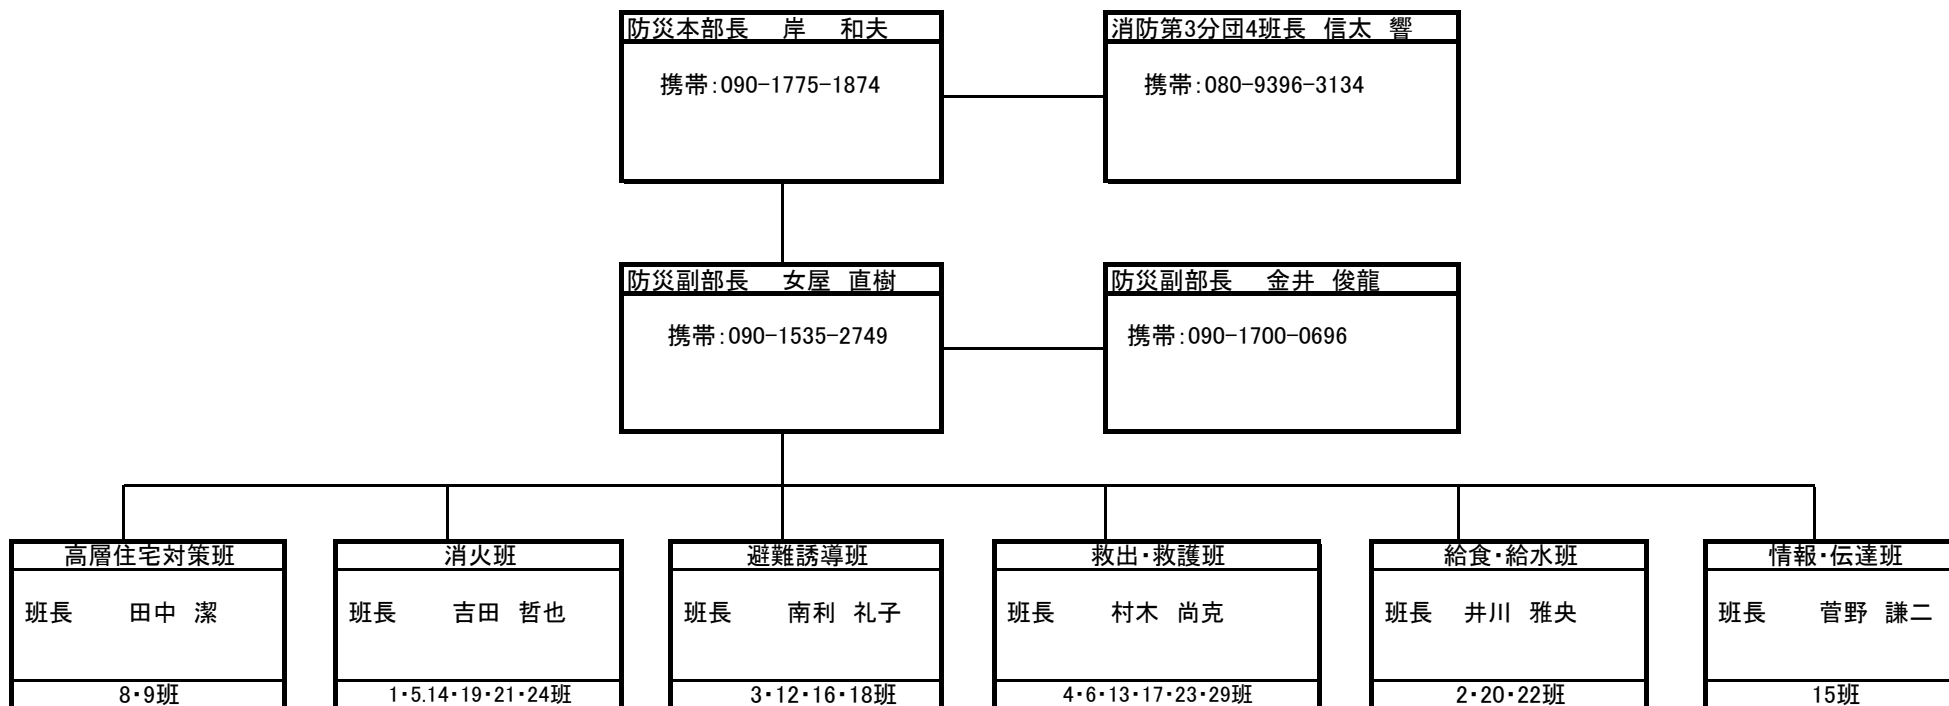 防災本部長 岸 和夫
消防第3分団4班長 信太 響
携帯:090-1775-1874
携帯:080-9396-3134
防災副部長 女屋 直樹
防災副部長 金井 俊龍
携帯:090-1535-2749
携帯:090-1700-0696
高層住宅対策班
消火班
避難誘導班
救出・救護班
給食・給水班
情報・伝達班
班長 田中 潔
班長 吉田 哲也
班長 南利 礼子
班長 村木 尚克
班長 井川 雅央
班長 菅野 謙二
8・9班
1・5.14・19・21・24班
3・12・16・18班
4・6・13・17・23・29班
2・20・22班
15班